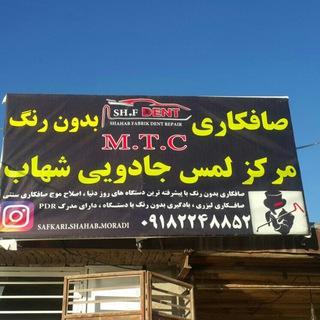 SH.F DENT
SHAHAB FABRIK DENT REPAIR
صافکاری بدون رنگ
M.T.C
مرکز لمس جادویی شهاب
صافکاری بدون رنگ با پیشرفته ترین دستگاه های روز دنیا ، اصلاح موج صافکاری سنتی
صافکاری لیزری ، یادگیری بدون رنگ با دستگاه ، دارای مدرک PDR
۰۹۱۸۲۲۴۸۸۵۲
SAFKARI.SHAHAB.MORADI